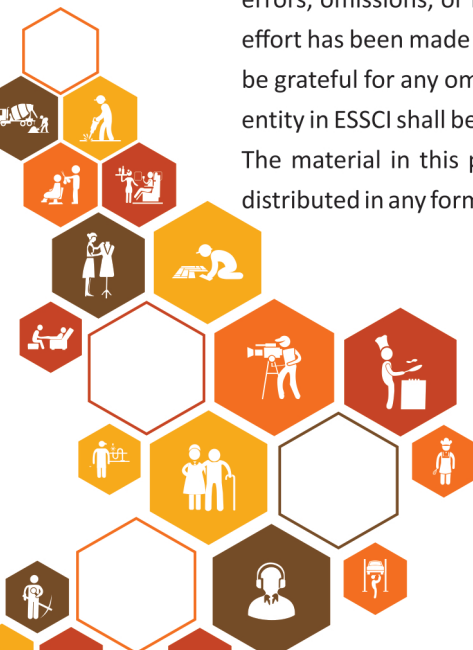 errors, omissions, or
effort has been made
be grateful for any
entity in ESSCI shall be
The material in this
distributed in any form